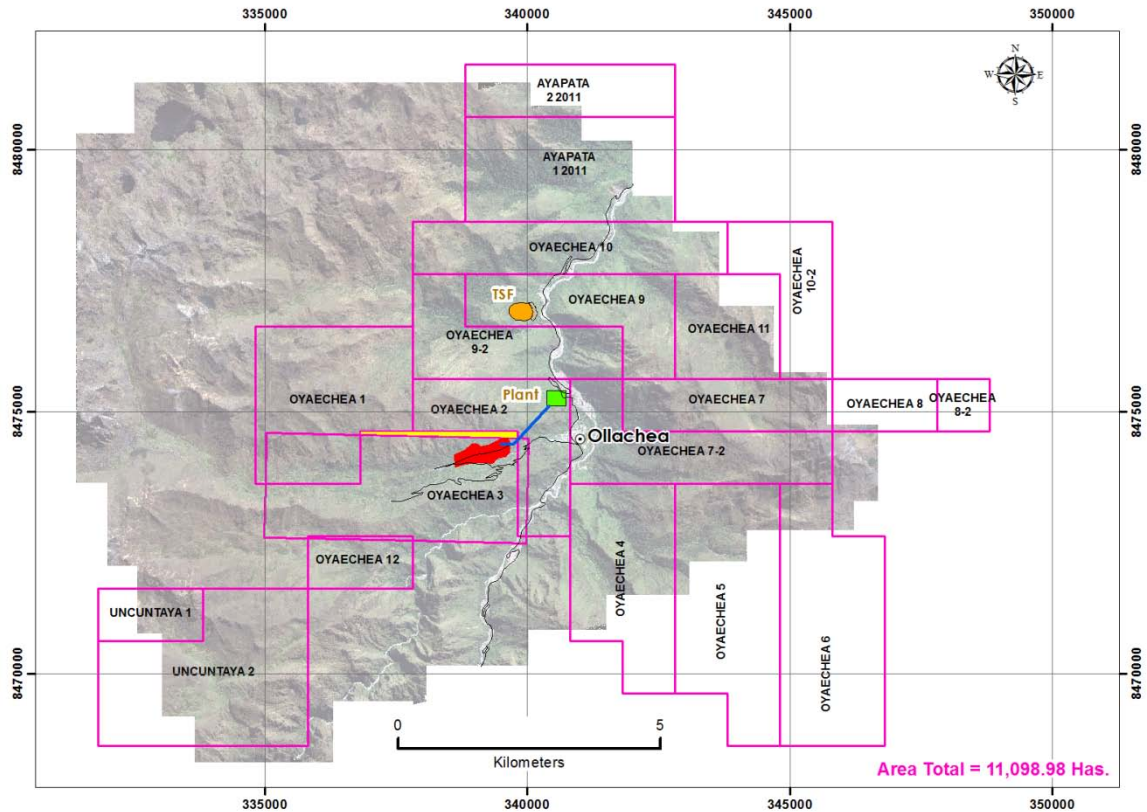 335000 340000 345000 350000
N
W E
S
AYAPATA
2 2011
8480000 8480000
AYAPATA
1 2011
OYAECHEA 10
OYAECHEA
10-2
TSF
OYAECHEA 9
OYAECHEA 11
OYAECHEA
9-2
Plant
OYAECHEA 1
OYAECHEA 2
OYAECHEA 7
OYAECHEA 8
OYAECHEA
8-2
8475000 8475000
Ollachea
OYAECHEA 7-2
OYAECHEA 3
OYAECHEA 12
OYAECHEA 4
OYAECHEA 5
OYAECHEA 6
UNCUNTAYA 1
UNCUNTAYA 2
8470000 8470000
0 5
Kilometers
Area Total = 11,098.98 Has.
335000 340000 345000 350000